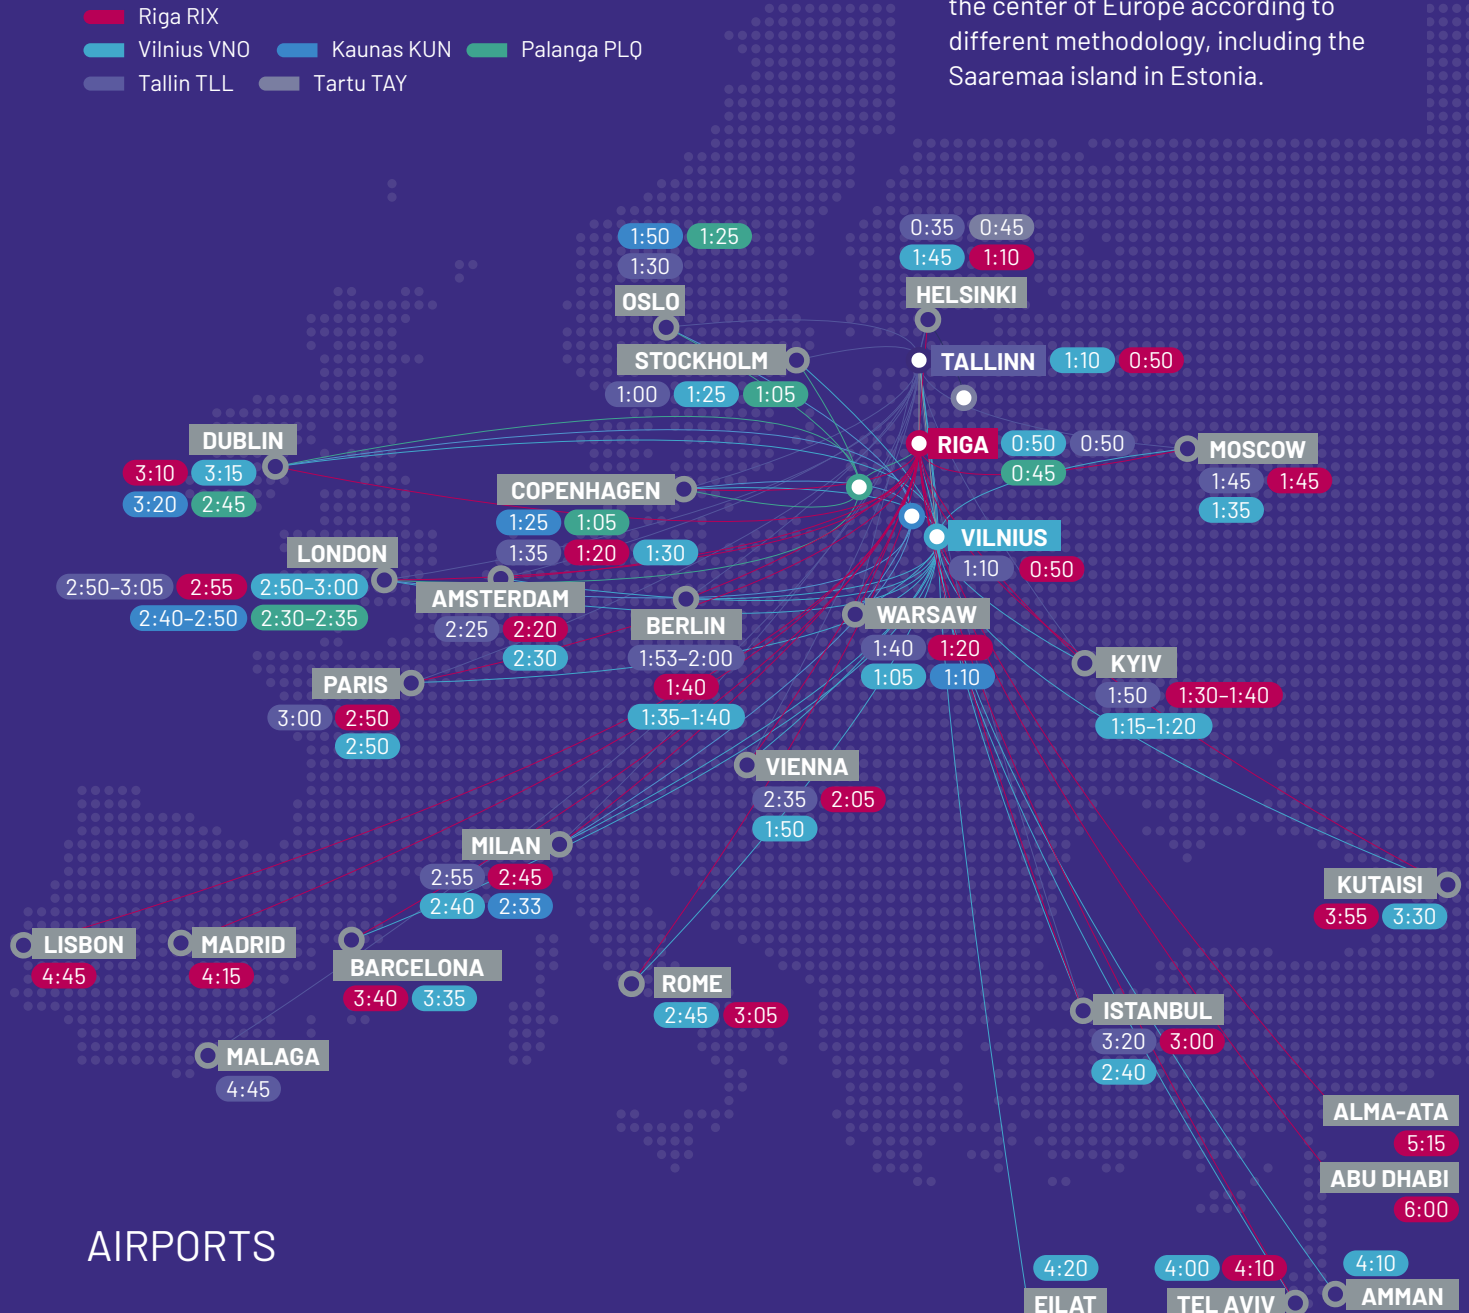 Riga RIX
Vilnius VNO Kaunas KUN Palanga PLQ
Tallin TLL Tartu TAY
the center of Europe according to
different methodology, including the
Saaremaa island in Estonia.
1:50 1:25
1:30
OSLO
0:35 0:45
1:45 1:10
HELSINKI
STOCKHOLM
1:00 1:25 1:05
TALLINN 1:10 0:50
DUBLIN
3:10 3:15
3:20 2:45
RIGA 0:50 0:50
0:45
MOSCOW
1:45 1:45
1:35
COPENHAGEN
1:25 1:05
1:35 1:20 1:30
VILNIUS
1:10 0:50
LONDON
2:50–3:05 2:55 2:50–3:00
2:40–2:50 2:30–2:35
AMSTERDAM
2:25 2:20
2:30
BERLIN
1:53–2:00
1:40
1:35–1:40
WARSAW
1:40 1:20
1:05 1:10
KYIV
1:50 1:30–1:40
1:15–1:20
PARIS
3:00 2:50
2:50
VIENNA
2:35 2:05
1:50
MILAN
2:55 2:45
2:40 2:33
KUTAISI
3:55 3:30
LISBON
4:45
MADRID
4:15
BARCELONA
3:40 3:35
ROME
2:45 3:05
ISTANBUL
3:20 3:00
2:40
MALAGA
4:45
ALMA-ATA
5:15
ABU DHABI
6:00
AIRPORTS
4:20
EILAT
4:00 4:10
TEL AVIV
4:10
AMMAN